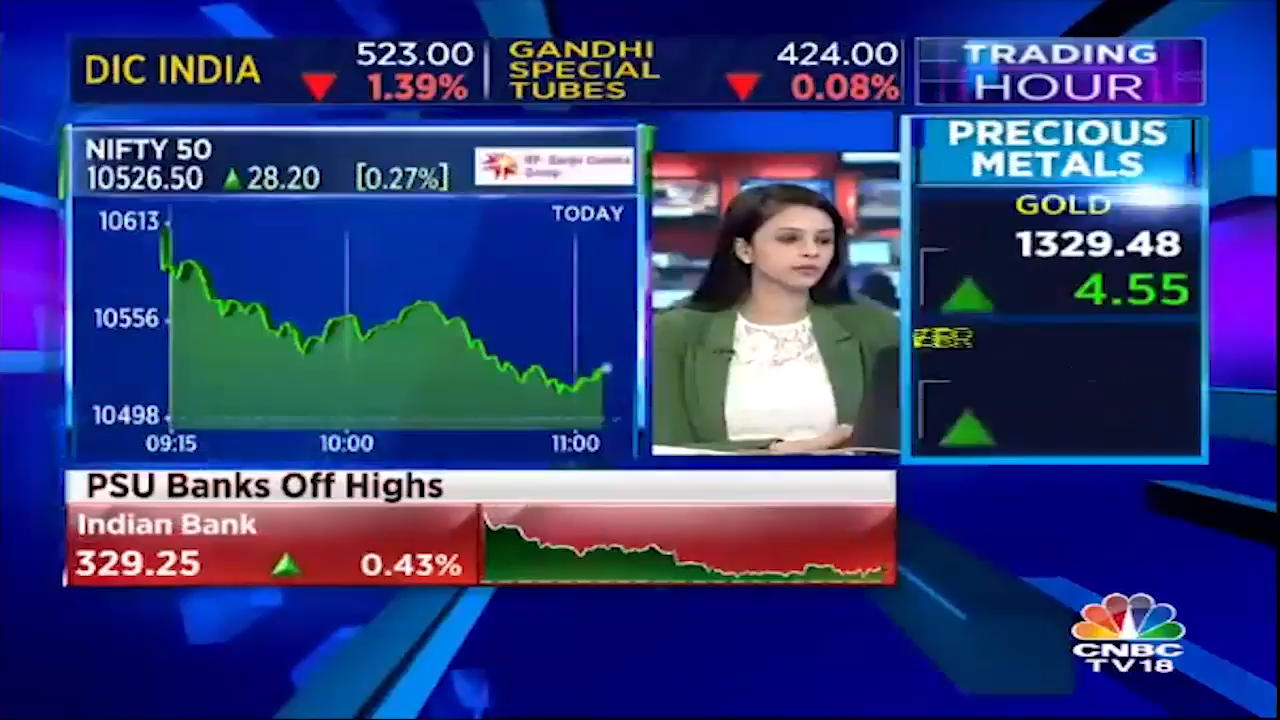 DIC INDIA
523.00
1.39%
GANDHI
SPECIAL
TUBES
424.00
0.08%
TRADING
HOUR
NIFTY 50
10526.50 28.20 [0.27%]
TODAY
10613
10556
10498
09:15 10:00 11:00
PRECIOUS
METALS
GOLD
1329.48
4.55
PSU Banks Off Highs
Indian Bank
329.25 0.43%
CNBC
TV18